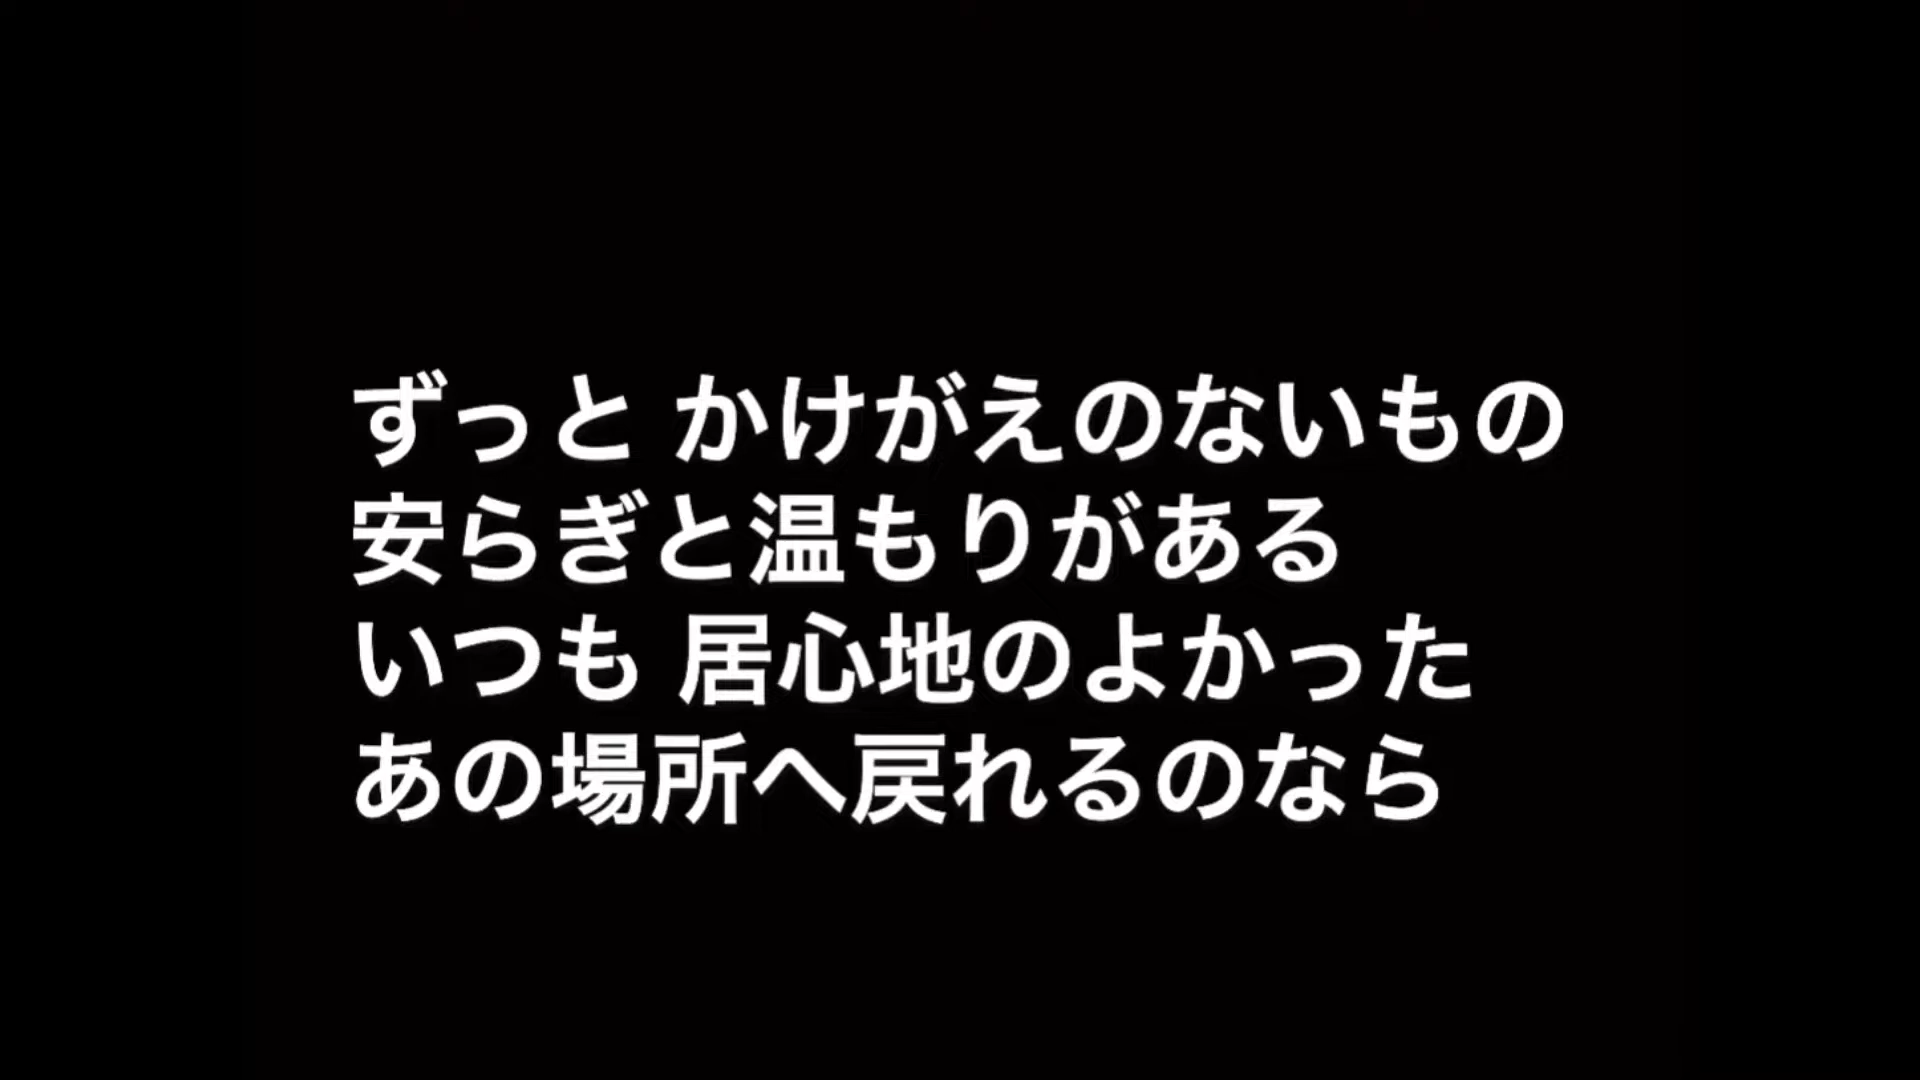 ずっと かけがえのないもの
安らぎと温もりがある
いつも 居心地のよかった
あの場所へ戻れるのなら